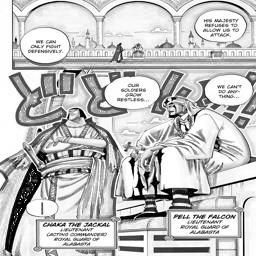 WE CAN
ONLY FIGHT
DEFENSIVELY.
HIS MAJESTY
REFUSES TO
ALLOW US TO
ATTACK.
OUR
SOLDIERS
GROW
RESTLESS...
WE CAN'T
DO ANY-
THING...
CHAKA THE JACKAL
LIEUTENANT
(ACTING COMMANDER)
ROYAL GUARD OF
ALABASTA
PELL THE FALCON
LIEUTENANT
ROYAL GUARD OF
ALABASTA